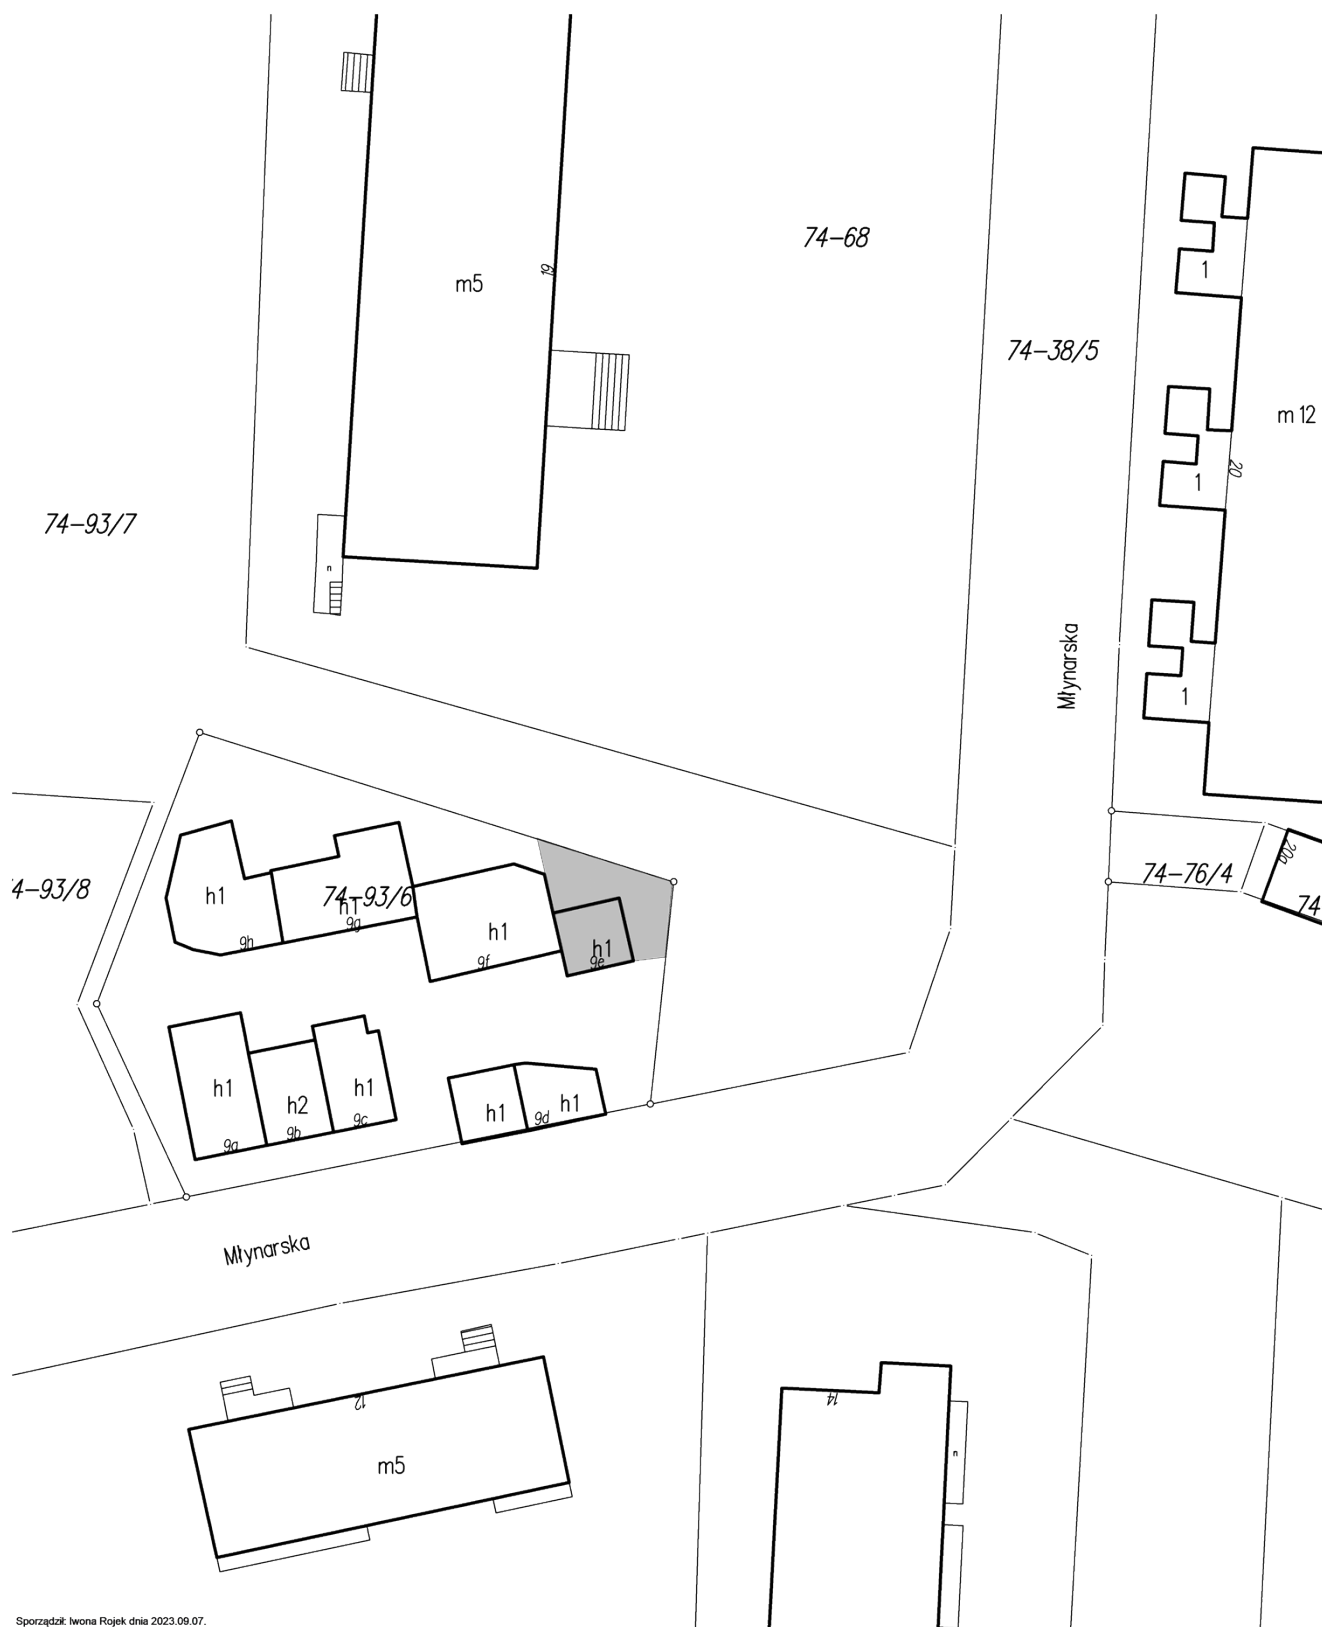 74-68
19
m5
1
74-38/5
m 12
20
1
74-93/7
n
Młynarska
1
20a
74-76/4
4-93/8
h1
74-93/6
h1
9g
74
h1
9h
9f
h1
9e
h1
h2
h1
9a
9b
9c
h1
h1
9d
Młynarska
12
14
m5
n
Sporządził: Iwona Rojek dnia 2023.09.07.